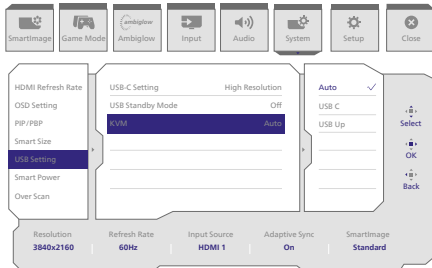 SmartImage
Game Mode
ambiglow
Ambiglow
Input
Audio
System
Setup
Close
HDMI Refresh Rate
OSD Setting
PIP/PBP
Smart Size
USB Setting
Smart Power
Over Scan
USB-C Setting High Resolution
USB Standby Mode Off
KVM Auto
Auto
USB C
USB Up
Select
OK
Back
Resolution Refresh Rate Input Source Adaptive Sync SmartImage
3840x2160 60Hz HDMI 1 On Standard